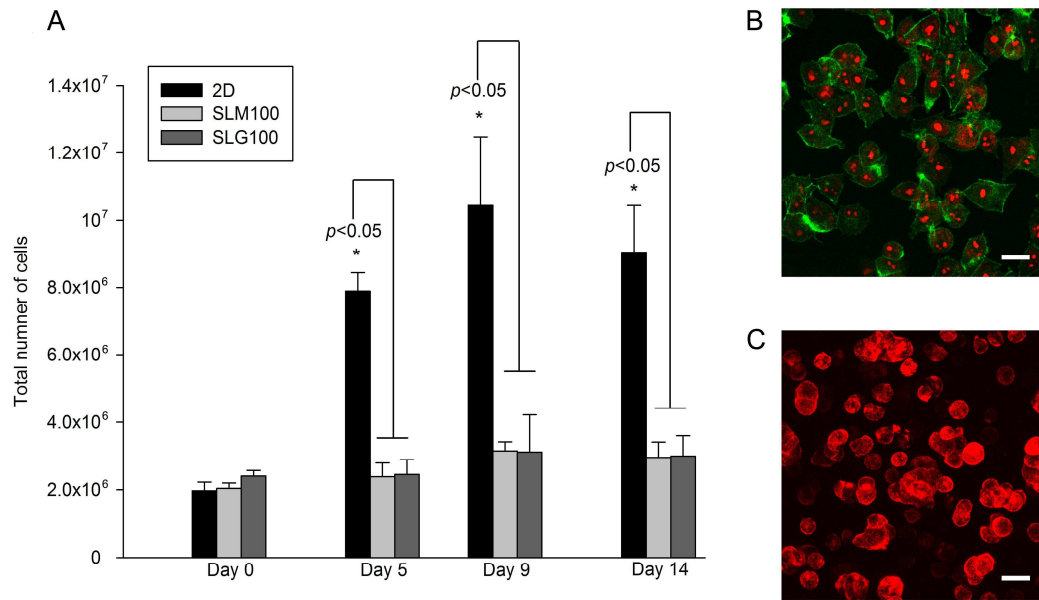 A
B
Total numner of cells
1.4x10⁷
1.2x10⁷
10⁷
8.0x10⁶
6.0x10⁶
4.0x10⁶
2.0x10⁶
0
2D
SLM100
SLG100
p<0.05
*
p<0.05
*
p<0.05
*
Day 0
Day 5
Day 9
Day 14
C